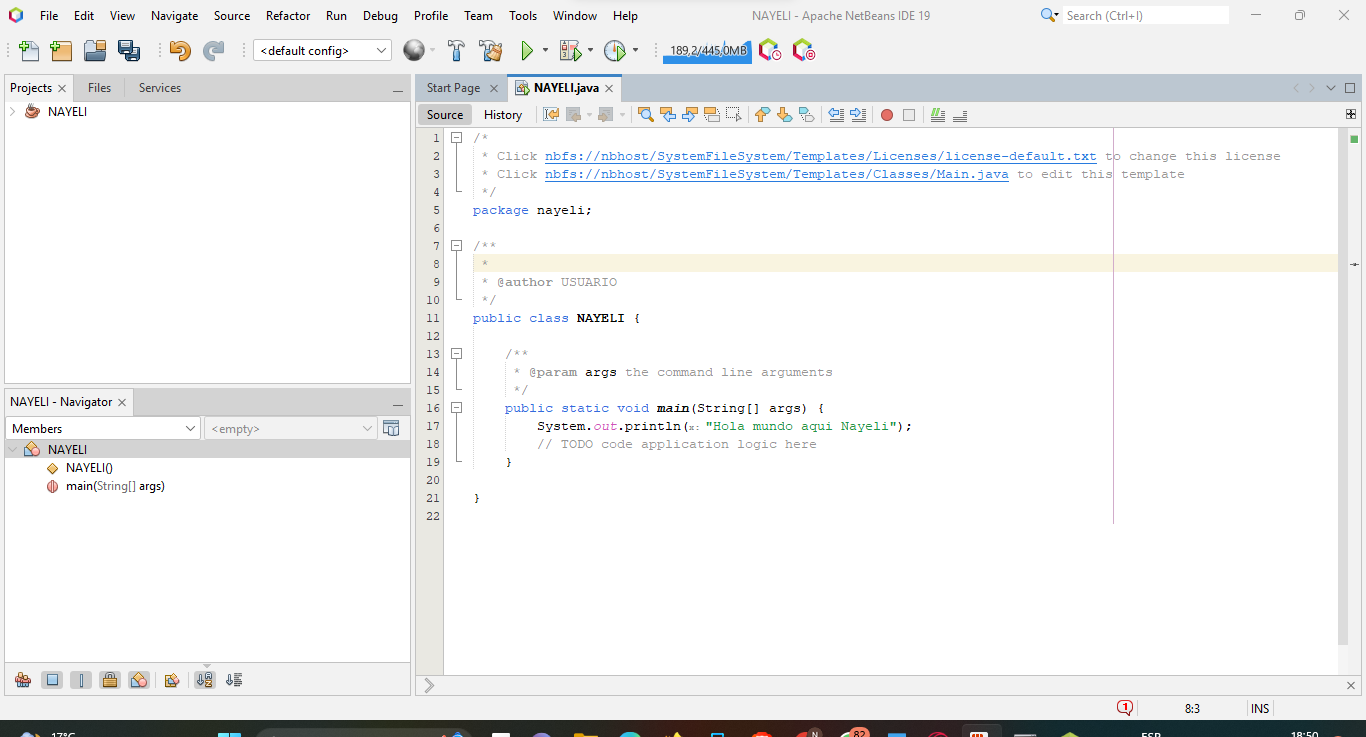 File Edit View Navigate Source Refactor Run Debug Profile Team Tools Window Help NAYELI - Apache NetBeans IDE 19 Search (Ctrl+I)
<default config> 189,2/445,0MB
Projects Files Services
NAYELI
Start Page NAYELI.java
Source History
1 /*
2 * Click nbfs://nbhost/SystemFileSystem/Templates/Licenses/license-default.txt to change this license
3 * Click nbfs://nbhost/SystemFileSystem/Templates/Classes/Main.java to edit this template
4 */
5 package nayeli;
6
7 /**
8 *
9 * @author USUARIO
10 */
11 public class NAYELI {
12
13 /**
14 * @param args the command line arguments
15 */
16 public static void main(String[] args) {
17 System.out.println(x: "Hola mundo aqui Nayeli");
18 // TODO code application logic here
19 }
20
21 }
22
NAYELI - Navigator
Members <empty>
NAYELI
NAYELI()
main(String[] args)
1 8:3 INS
17°C N 82 ESP 18:50